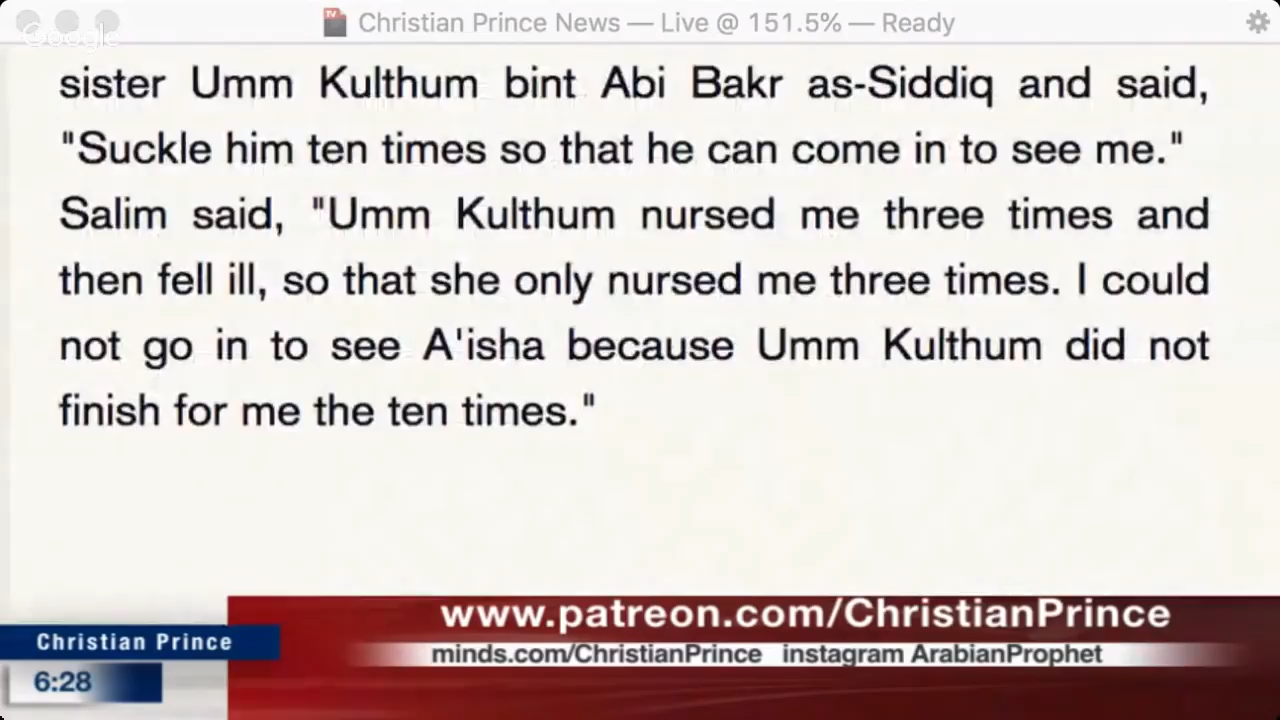 Christian Prince News — Live @ 151.5% — Ready
Google
sister Umm Kulthum bint Abi Bakr as-Siddiq and said,
"Suckle him ten times so that he can come in to see me."
Salim said, "Umm Kulthum nursed me three times and
then fell ill, so that she only nursed me three times. I could
not go in to see A'isha because Umm Kulthum did not
finish for me the ten times."
www.patreon.com/ChristianPrince
Christian Prince
minds.com/ChristianPrince instagram ArabianProphet
6:28